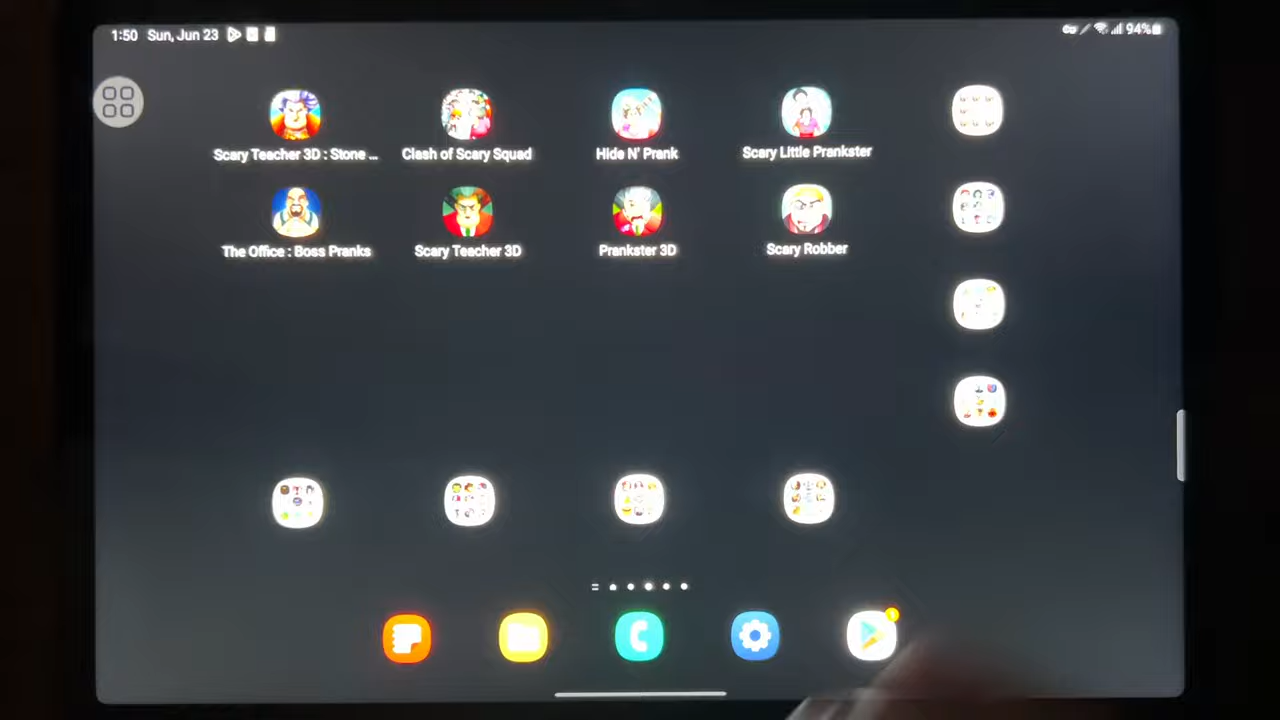 1:50 Sun, Jun 23
94%
Scary Teacher 3D : Stone ...
Clash of Scary Squad
Hide N' Prank
Scary Little Prankster
The Office : Boss Pranks
Scary Teacher 3D
Prankster 3D
Scary Robber